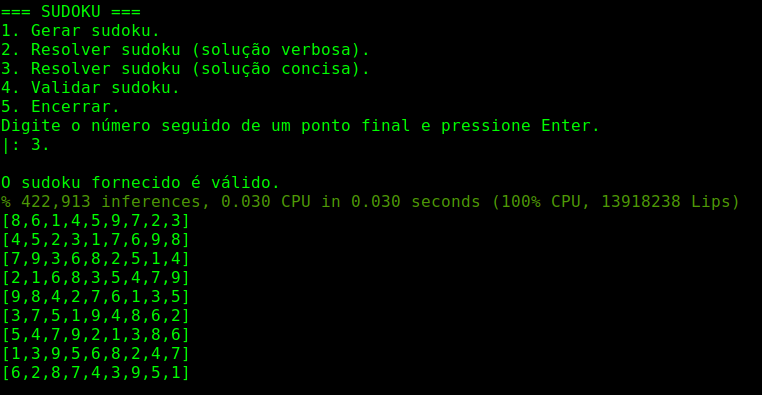 === SUDOKU ===
1. Gerar sudoku.
2. Resolver sudoku (solução verbosa).
3. Resolver sudoku (solução concisa).
4. Validar sudoku.
5. Encerrar.
Digite o número seguido de um ponto final e pressione Enter.
|: 3.
O sudoku fornecido é válido.
% 422,913 inferences, 0.030 CPU in 0.030 seconds (100% CPU, 13918238 Lips)
[8,6,1,4,5,9,7,2,3]
[4,5,2,3,1,7,6,9,8]
[7,9,3,6,8,2,5,1,4]
[2,1,6,8,3,5,4,7,9]
[9,8,4,2,7,6,1,3,5]
[3,7,5,1,9,4,8,6,2]
[5,4,7,9,2,1,3,8,6]
[1,3,9,5,6,8,2,4,7]
[6,2,8,7,4,3,9,5,1]